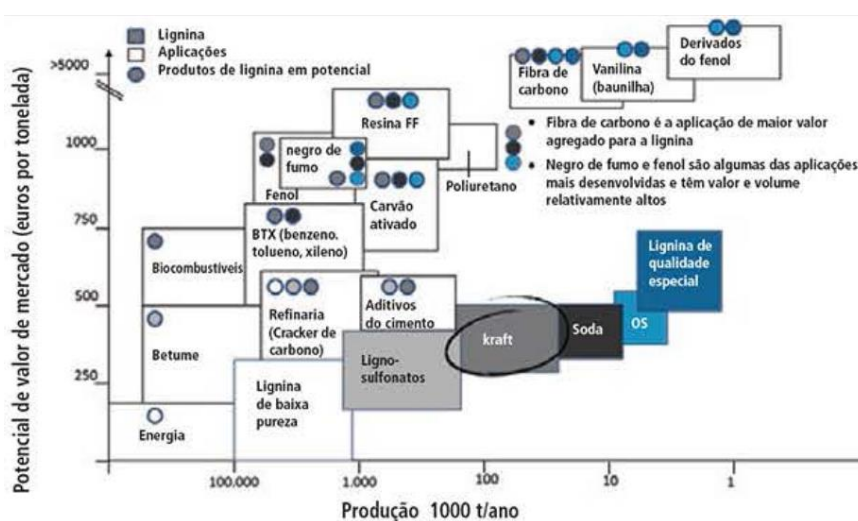 Lignina
Aplicações
Produtos de lignina em potencial
Potencial de valor de mercado (euros por tonelada)
>5000
1000
750
500
250
Fibra de
carbono
Vanilina
(baunilha)
Derivados
do fenol
Resina FF
negro de
fumo
Fenol
Carvão
ativado
Poliuretano
• Fibra de carbono é a aplicação de maior valor
agregado para a lignina
• Negro de fumo e fenol são algumas das aplicações
mais desenvolvidas e têm valor e volume
relativamente altos
BTX (benzeno,
tolueno, xileno)
Biocombustíveis
Lignina de
qualidade
especial
Betume
Refinaria
(Cracker de
carbono)
Aditivos
do cimento
kraft
Soda
OS
Ligno-
sulfonatos
Lignina
de baixa
pureza
Energia
100.000
1.000
100
10
1
Produção 1000 t/ano